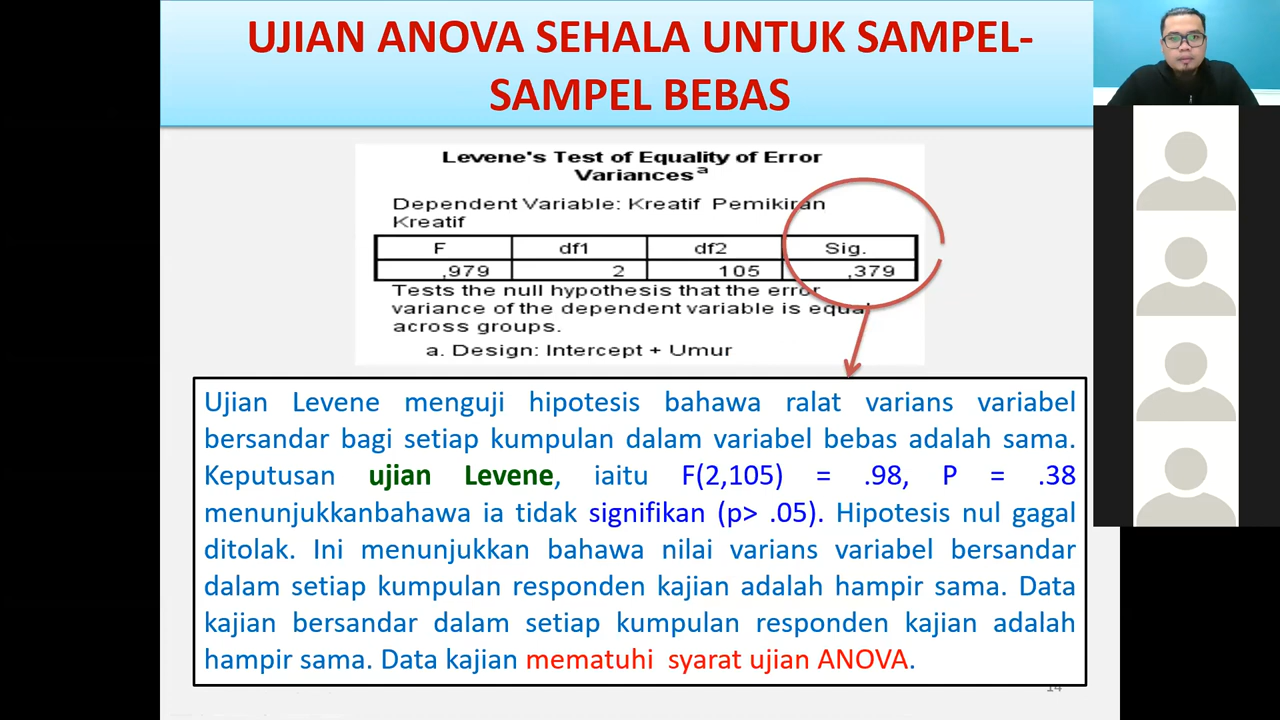 UJIAN ANOVA SEHALA UNTUK SAMPEL-
SAMPEL BEBAS
Levene's Test of Equality of Error
Variancesª
Dependent Variable: Kreatif Pemikiran
Kreatif
F df1 df2 Sig.
,979 2 105 ,379
Tests the null hypothesis that the error
variance of the dependent variable is equal
across groups.
a. Design: Intercept + Umur
Ujian Levene menguji hipotesis bahawa ralat varians variabel
bersandar bagi setiap kumpulan dalam variabel bebas adalah sama.
Keputusan ujian Levene, iaitu F(2,105) = .98, P = .38
menunjukkanbahawa ia tidak signifikan (p> .05). Hipotesis nul gagal
ditolak. Ini menunjukkan bahawa nilai varians variabel bersandar
dalam setiap kumpulan responden kajian adalah hampir sama. Data
kajian bersandar dalam setiap kumpulan responden kajian adalah
hampir sama. Data kajian mematuhi syarat ujian ANOVA.
14